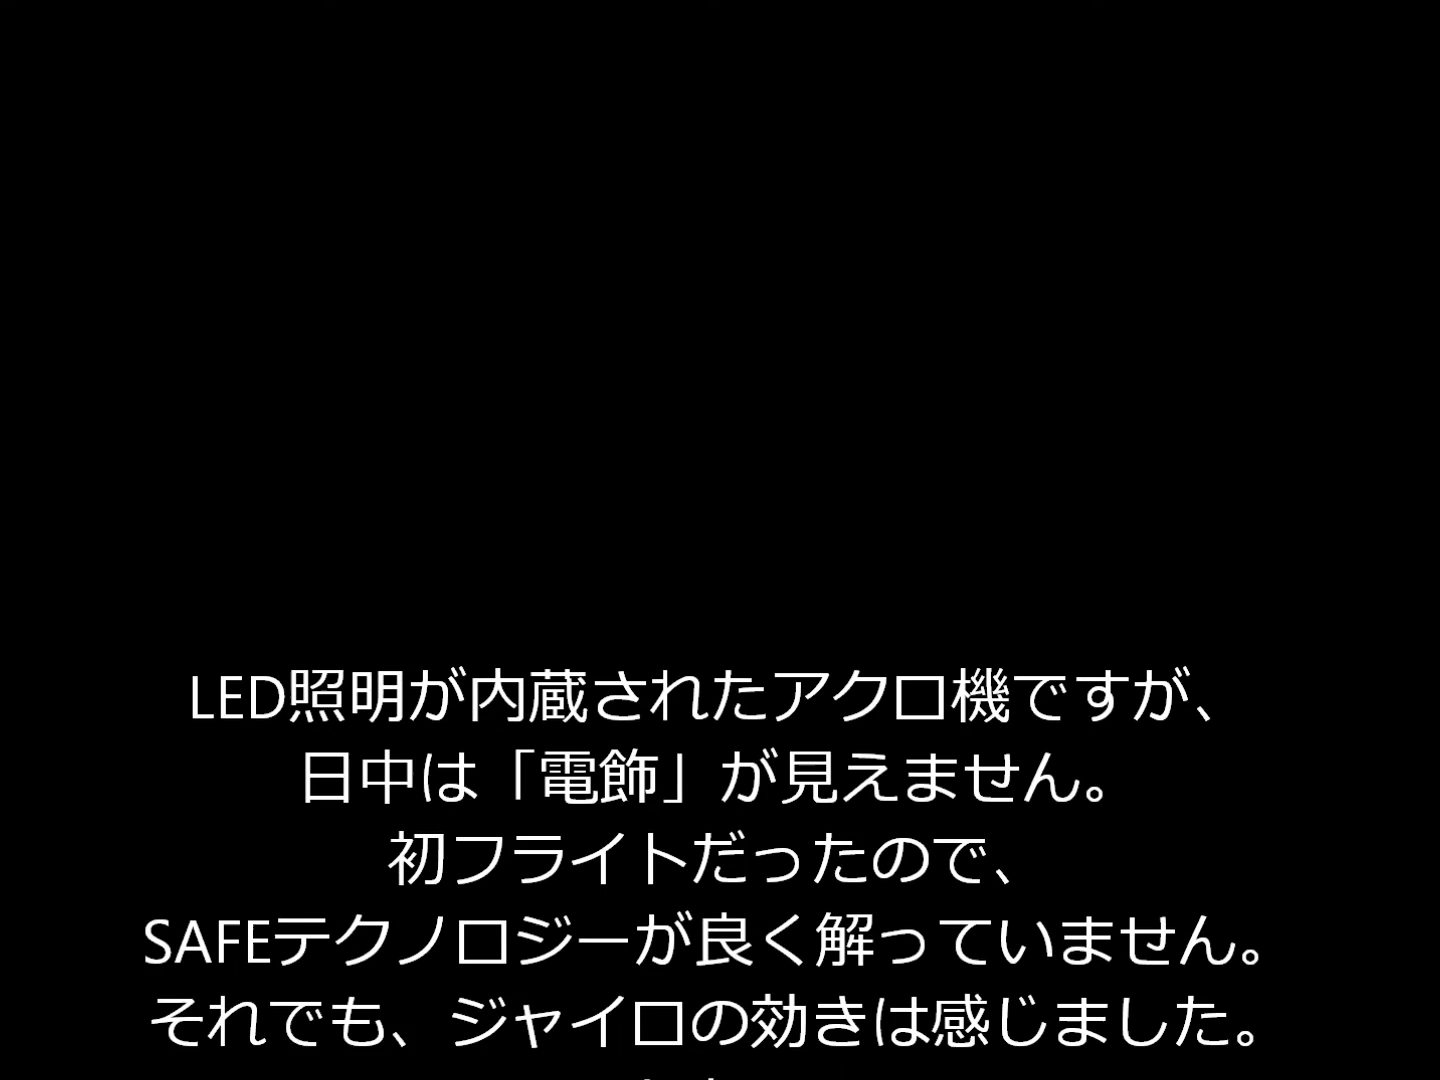 LED照明が内蔵されたアクロ機ですが、
日中は「電飾」が見えません。
初フライトだったので、
SAFEテクノロジーが良く解っていません。
それでも、ジャイロの効きは感じました。